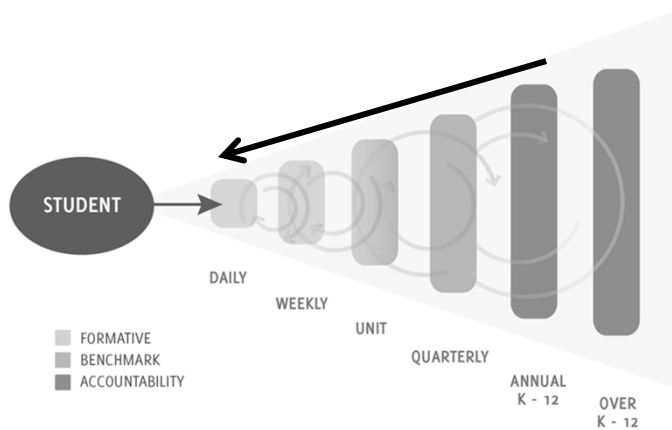 STUDENT
DAILY
WEEKLY
UNIT
QUARTERLY
ANNUAL
K - 12
OVER
K - 12
FORMATIVE
BENCHMARK
ACCOUNTABILITY